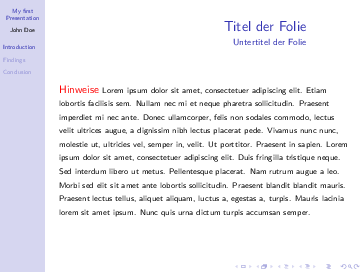 My first
Presentation
John Doe
Introduction
Findings
Conclusion
Titel der Folie
Untertitel der Folie
Hinweise Lorem ipsum dolor sit amet, consectetuer adipiscing elit. Etiam
lobortis facilisis sem. Nullam nec mi et neque pharetra sollicitudin. Praesent
imperdiet mi nec ante. Donec ullamcorper, felis non sodales commodo, lectus
velit ultrices augue, a dignissim nibh lectus placerat pede. Vivamus nunc nunc,
molestie ut, ultricies vel, semper in, velit. Ut porttitor. Praesent in sapien. Lorem
ipsum dolor sit amet, consectetuer adipiscing elit. Duis fringilla tristique neque.
Sed interdum libero ut metus. Pellentesque placerat. Nam rutrum augue a leo.
Morbi sed elit sit amet ante lobortis sollicitudin. Praesent blandit blandit mauris.
Praesent lectus tellus, aliquet aliquam, luctus a, egestas a, turpis. Mauris lacinia
lorem sit amet ipsum. Nunc quis urna dictum turpis accumsan semper.